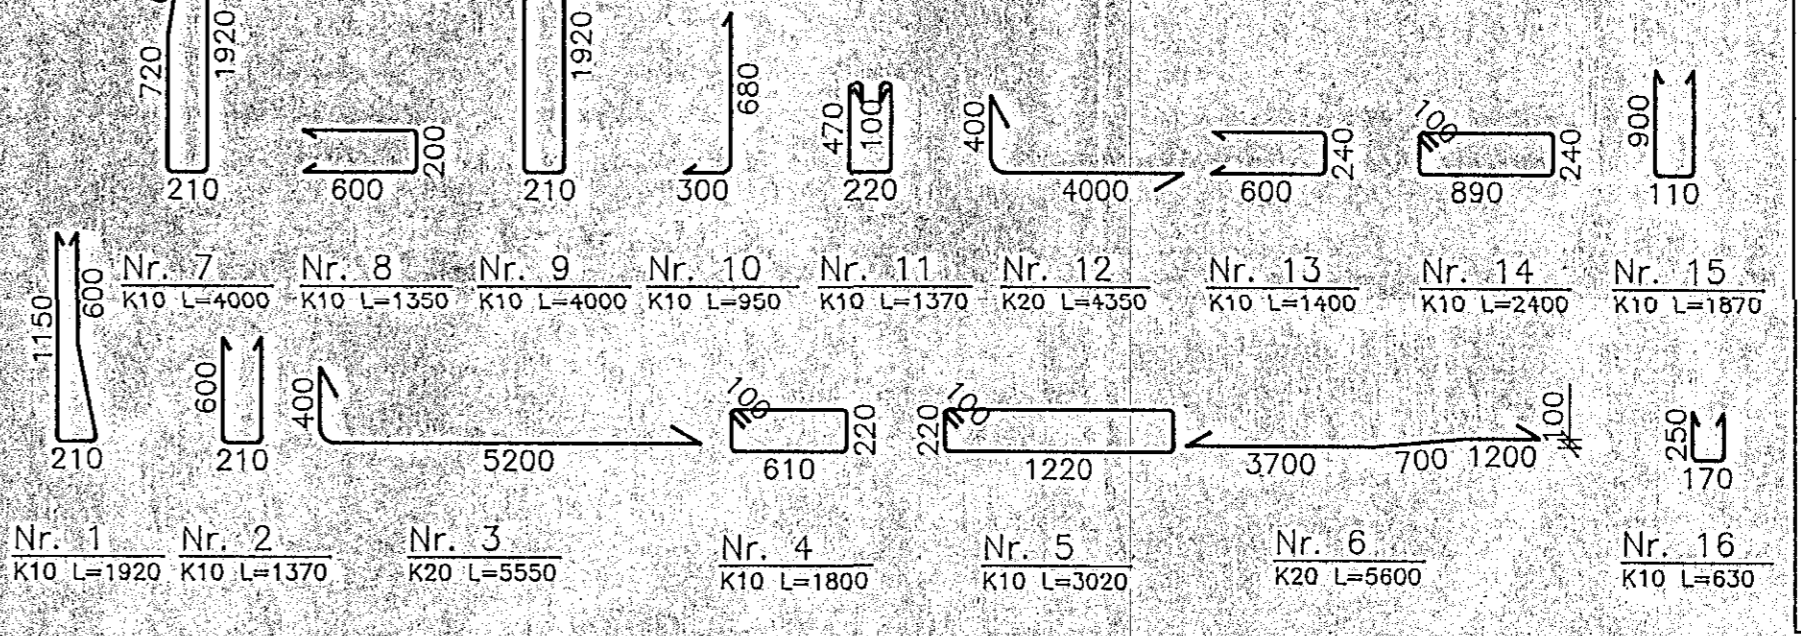 720
1920
210
600
200
1920
210
680
300
470
100
220
400
4000
600
240
100
890
240
900
110
Nr. 7
K10 L=4000
Nr. 8
K10 L=1350
Nr. 9
K10 L=4000
Nr. 10
K10 L=950
Nr. 11
K10 L=1370
Nr. 12
K20 L=4350
Nr. 13
K10 L=1400
Nr. 14
K10 L=2400
Nr. 15
K10 L=1870
1150
600
210
600
210
400
5200
100
220
610
220
100
1220
3700
700
1200
100
250
170
Nr. 1
K10 L=1920
Nr. 2
K10 L=1370
Nr. 3
K20 L=5550
Nr. 4
K10 L=1800
Nr. 5
K10 L=3020
Nr. 6
K20 L=5600
Nr. 16
K10 L=630